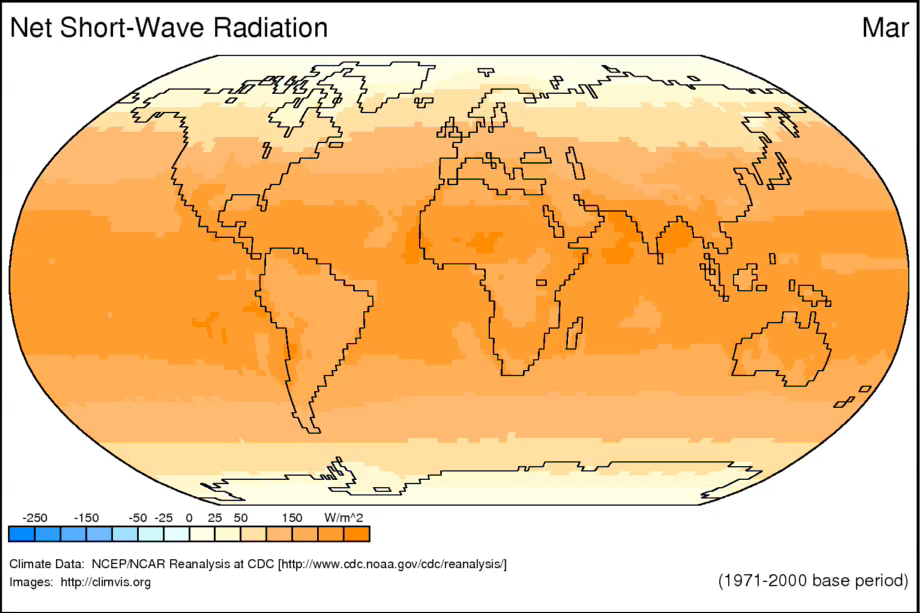 Net Short-Wave Radiation Mar
-250 -150 -50 -25 0 25 50 150 W/m^2
Climate Data: NCEP/NCAR Reanalysis at CDC [http://www.cdc.noaa.gov/cdc/reanalysis/]
Images: http://climvis.org (1971-2000 base period)